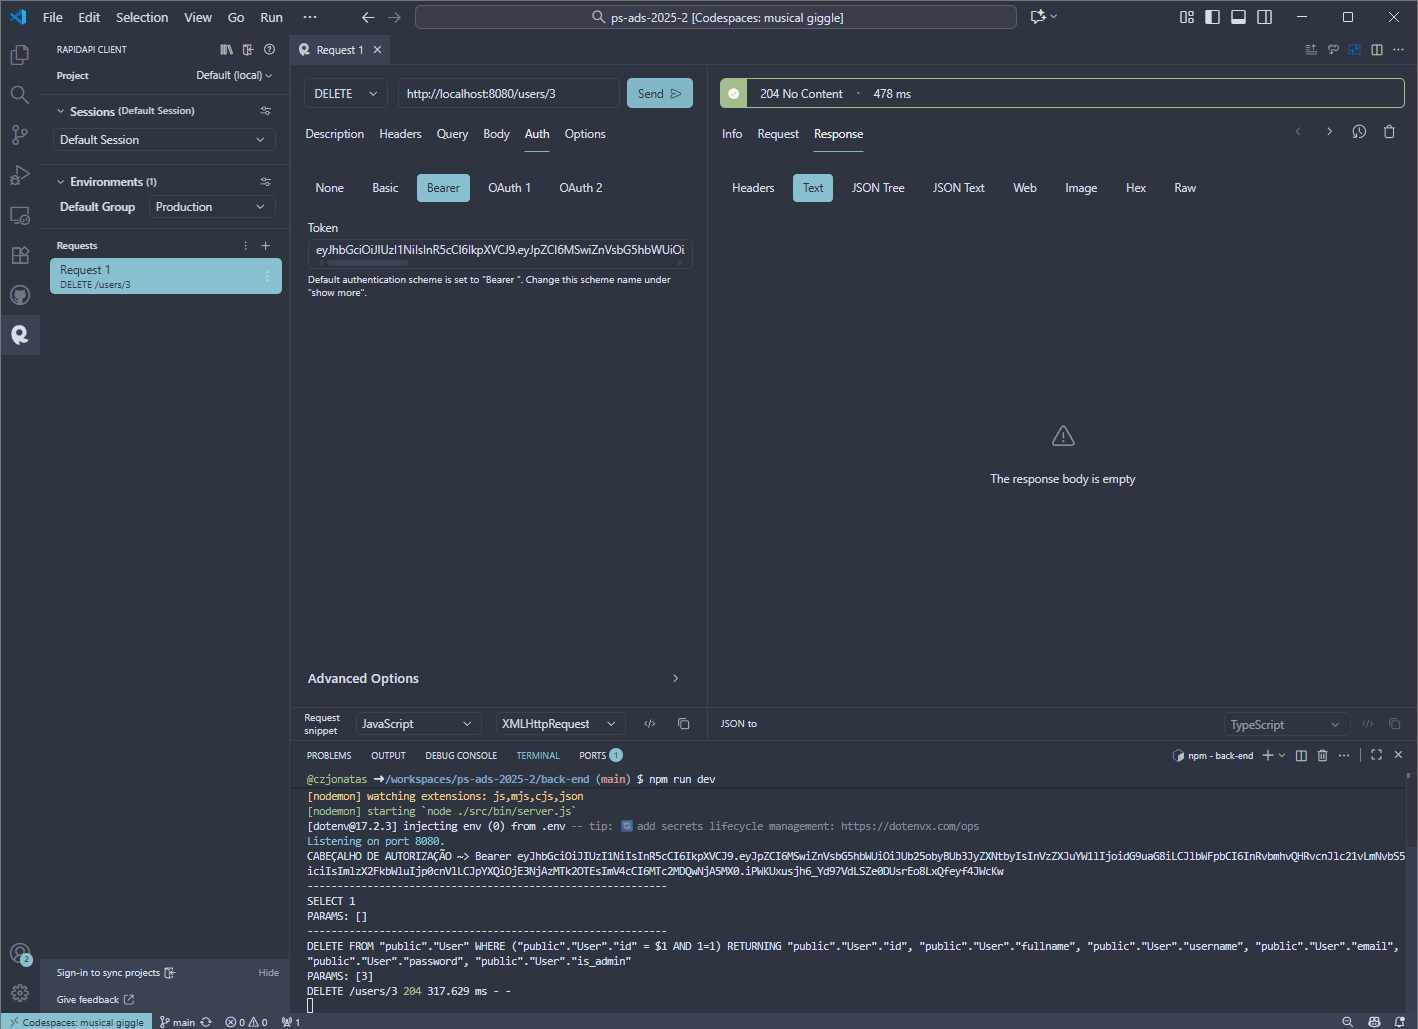 File Edit Selection View Go Run ··· ps-ads-2025-2 [Codespaces: musical giggle]
RAPIDAPI CLIENT
Project Default (local)
Sessions (Default Session)
Default Session
Environments (1)
Default Group Production
Requests
Request 1
DELETE /users/3
Request 1
DELETE http://localhost:8080/users/3 Send
Description Headers Query Body Auth Options
None Basic Bearer OAuth 1 OAuth 2
Token
Default authentication scheme is set to "Bearer ". Change this scheme name under
"show more".
Advanced Options
Request
snippet
JavaScript XMLHttpRequest
204 No Content · 478 ms
Info Request Response
Headers Text JSON Tree JSON Text Web Image Hex Raw
The response body is empty
JSON to TypeScript
PROBLEMS OUTPUT DEBUG CONSOLE TERMINAL PORTS 1
npm - back-end
@czjonatas ➜/workspaces/ps-ads-2025-2/back-end (main) $ npm run dev
[nodemon] watching extensions: js,mjs,cjs,json
[nodemon] starting `node ./src/bin/server.js`
[dotenv@17.2.3] injecting env (0) from .env -- tip: 🔄 add secrets lifecycle management: https://dotenvx.com/ops
Listening on port 8080.
CABEÇALHO DE AUTORIZAÇÃO ~> Bearer
------------------------------------------------------
SELECT 1
PARAMS: []
------------------------------------------------------
DELETE FROM "public"."User" WHERE ("public"."User"."id" = $1 AND 1=1) RETURNING "public"."User"."id", "public"."User"."fullname", "public"."User"."username", "public"."User"."email",
"public"."User"."password", "public"."User"."is_admin"
PARAMS: [3]
DELETE /users/3 204 317.629 ms - -
2
Sign-in to sync projects Hide
Give feedback
Codespaces: musical giggle main 0 0 1